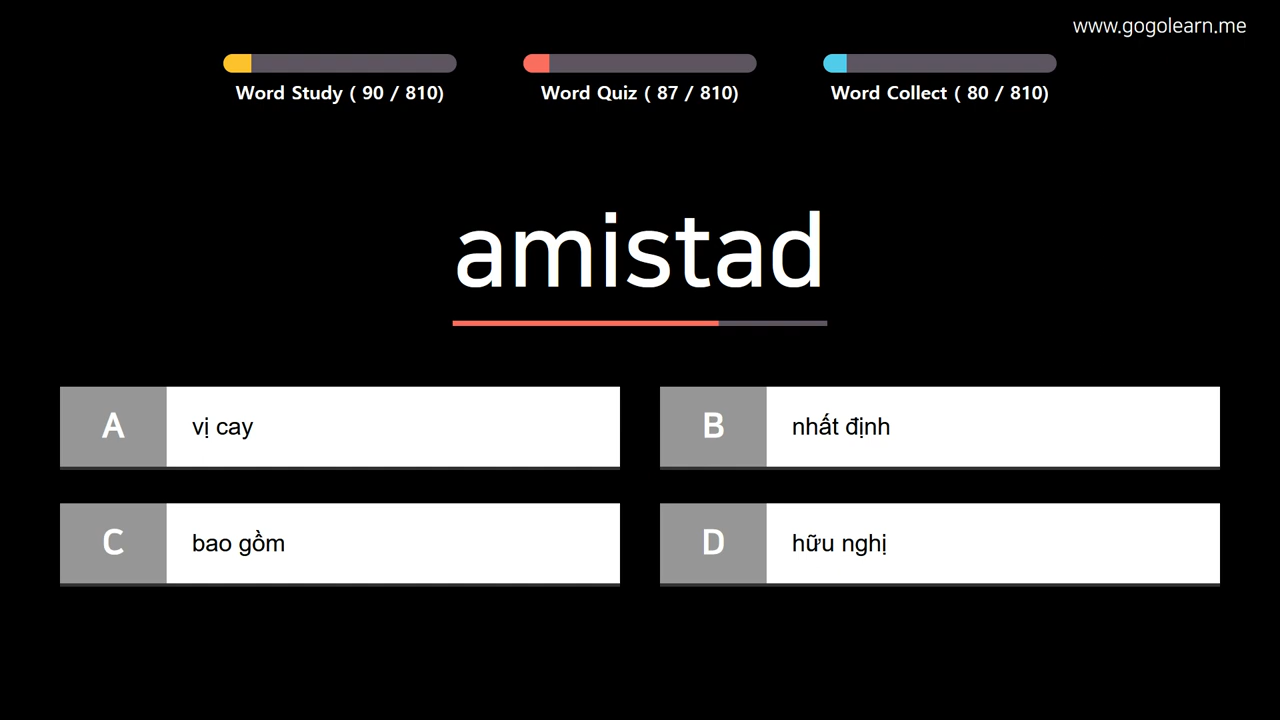 www.gogolearn.me
Word Study ( 90 / 810)
Word Quiz ( 87 / 810)
Word Collect ( 80 / 810)
amistad
A vị cay
B nhất định
C bao gồm
D hữu nghị